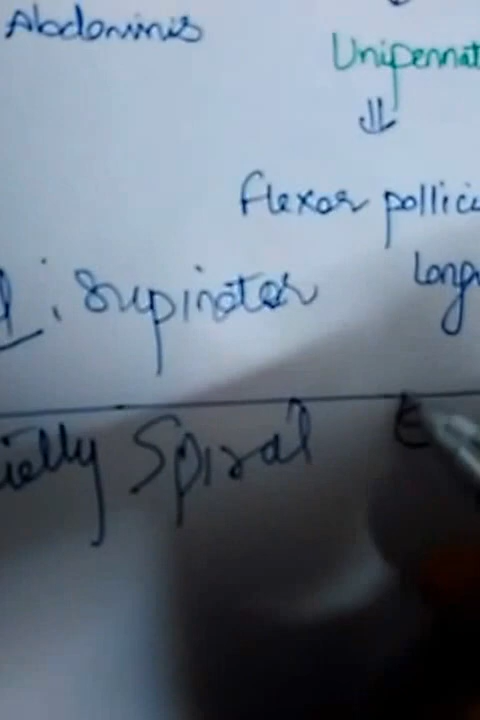 Abdominis
Unipennat
⇓
flexor pollici
Long
: Supinator
ially Spiral E